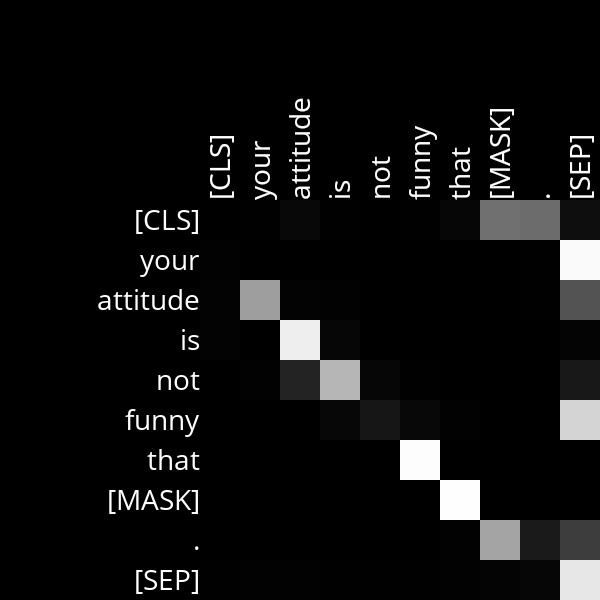 [CLS]
your
attitude
is
not
funny
that
[MASK]
.
[SEP]
[CLS]
your
attitude
is
not
funny
that
[MASK]
.
[SEP]